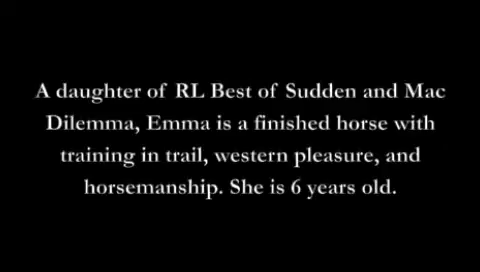 A daughter of RL Best of Sudden and Mac
Dilemma, Emma is a finished horse with
training in trail, western pleasure, and
horsemanship. She is 6 years old.